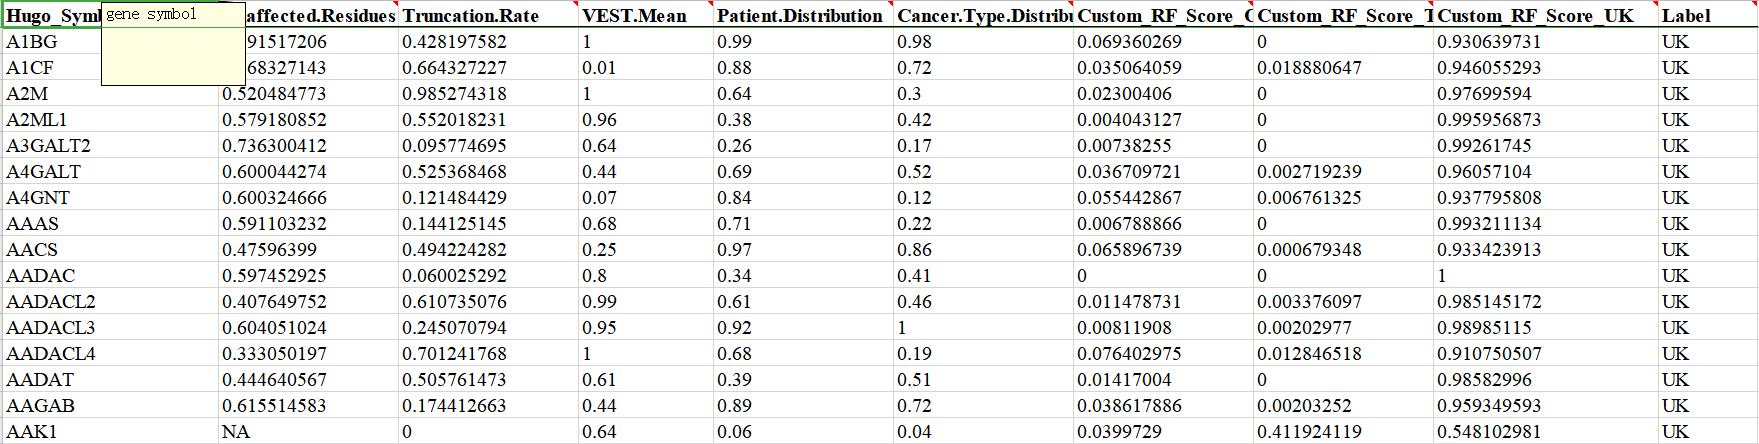 Hugo_Symb gene symbol affected.Residues Truncation.Rate VEST.Mean Patient.Distribution Cancer.Type.Distribu Custom_RF_Score_ Custom_RF_Score_ Custom_RF_Score_UK Label
A1BG 91517206 0.428197582 1 0.99 0.98 0.069360269 0 0.930639731 UK
A1CF 68327143 0.664327227 0.01 0.88 0.72 0.035064059 0.018880647 0.946055293 UK
A2M 0.520484773 0.985274318 1 0.64 0.3 0.02300406 0 0.97699594 UK
A2ML1 0.579180852 0.552018231 0.96 0.38 0.42 0.004043127 0 0.995956873 UK
A3GALT2 0.736300412 0.095774695 0.64 0.26 0.17 0.00738255 0 0.99261745 UK
A4GALT 0.600044274 0.525368468 0.44 0.69 0.52 0.036709721 0.002719239 0.96057104 UK
A4GNT 0.600324666 0.121484429 0.07 0.84 0.12 0.055442867 0.006761325 0.937795808 UK
AAAS 0.591103232 0.144125145 0.68 0.71 0.22 0.006788866 0 0.993211134 UK
AACS 0.47596399 0.494224282 0.25 0.97 0.86 0.065896739 0.000679348 0.933423913 UK
AADAC 0.597452925 0.060025292 0.8 0.34 0.41 0 0 1 UK
AADACL2 0.407649752 0.610735076 0.99 0.61 0.46 0.011478731 0.003376097 0.985145172 UK
AADACL3 0.604051024 0.245070794 0.95 0.92 1 0.00811908 0.00202977 0.98985115 UK
AADACL4 0.333050197 0.701241768 1 0.68 0.19 0.076402975 0.012846518 0.910750507 UK
AADAT 0.444640567 0.505761473 0.61 0.39 0.51 0.01417004 0 0.98582996 UK
AAGAB 0.615514583 0.174412663 0.44 0.89 0.72 0.038617886 0.00203252 0.959349593 UK
AAK1 NA 0 0.64 0.06 0.04 0.0399729 0.411924119 0.548102981 UK